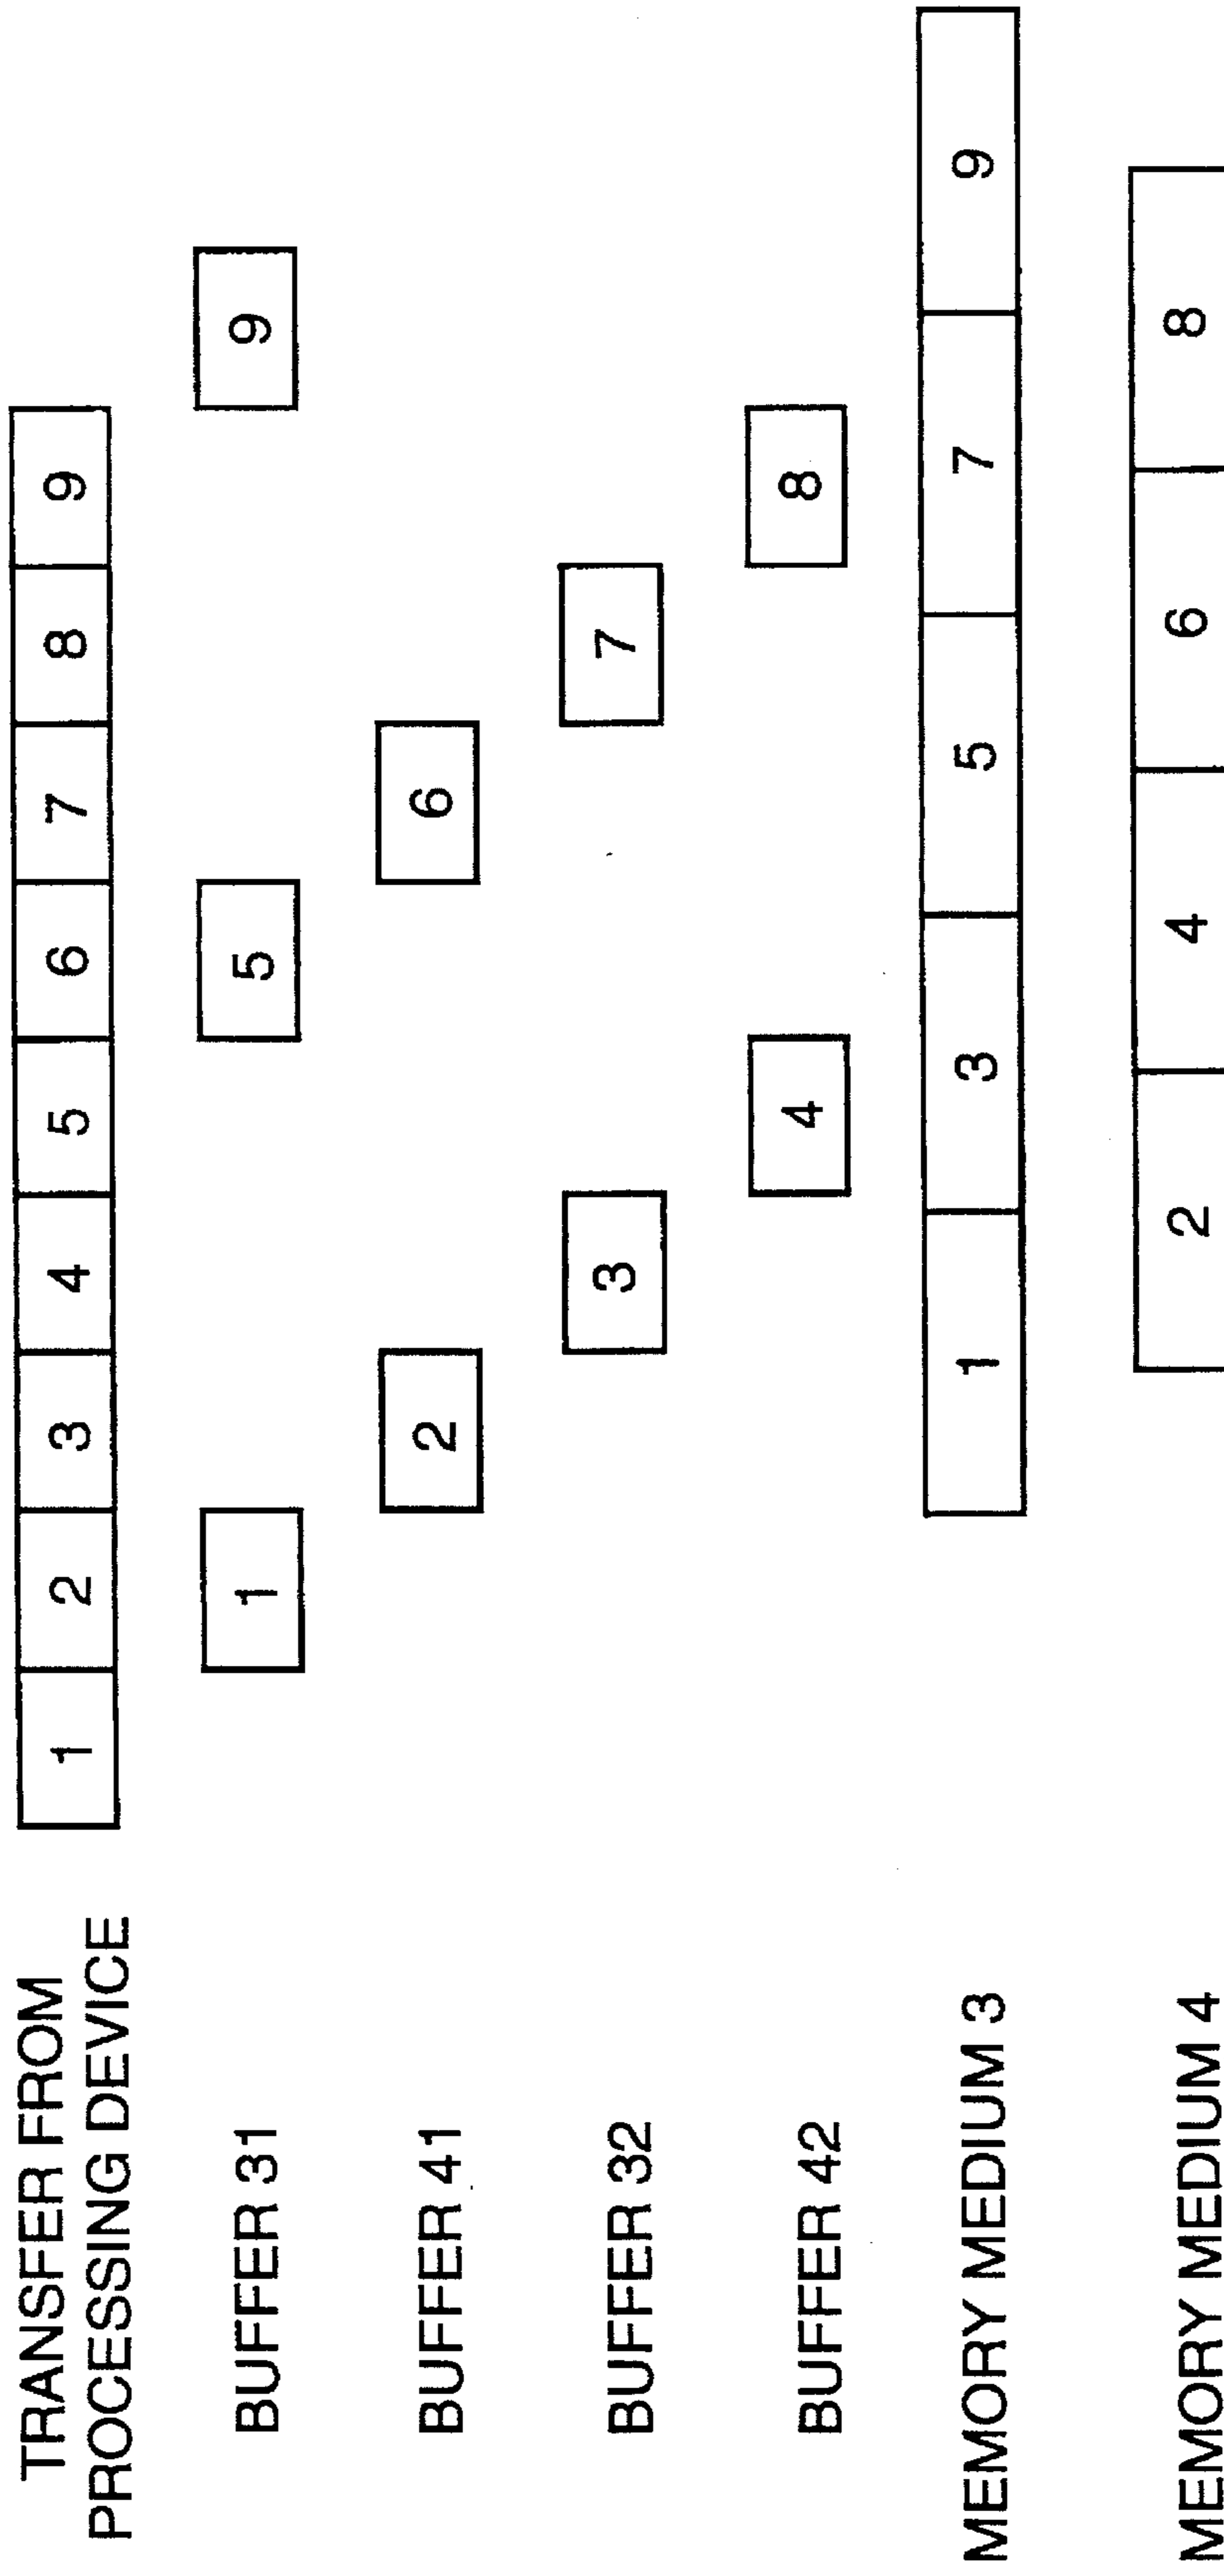 TRANSFER FROM
PROCESSING DEVICE
1 2 3 4 5 6 7 8 9
BUFFER 31
1 5 9
BUFFER 41
2 6
BUFFER 32
3 7
BUFFER 42
4 8
MEMORY MEDIUM 3
1 3 5 7 9
MEMORY MEDIUM 4
2 4 6 8